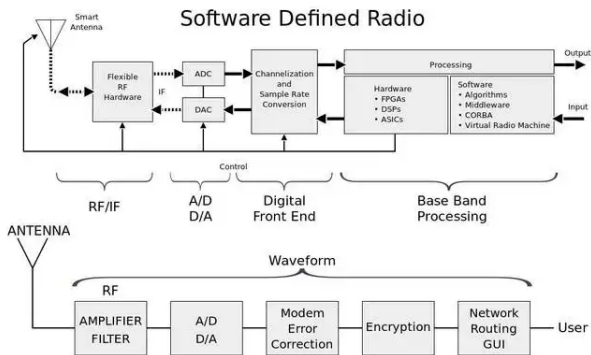 Software Defined Radio
Smart
Antenna
Flexible
RF
Hardware
IF
ADC
DAC
Channelization
and
Sample Rate
Conversion
Processing
Hardware
• FPGAs
• DSPs
• ASICs
Software
• Algorithms
• Middleware
• CORBA
• Virtual Radio Machine
Output
Input
Control
RF/IF
A/D
D/A
Digital
Front End
Base Band
Processing
ANTENNA
Waveform
RF
AMPLIFIER
FILTER
A/D
D/A
Modem
Error
Correction
Encryption
Network
Routing
GUI
User